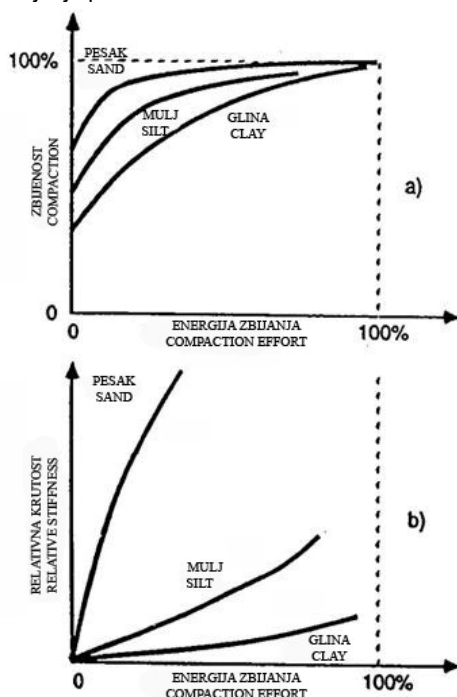 PESAK
SAND
100%
MULJ
SILT
GLINA
CLAY
ZBIJENOST
COMPACTION
a)
0
0
ENERGIJA ZBIJANJA
COMPACTION EFFORT
100%
PESAK
SAND
RELATIVNA KRUTOST
RELATIVE STIFFNESS
b)
MULJ
SILT
GLINA
CLAY
0
ENERGIJA ZBIJANJA
COMPACTION EFFORT
100%